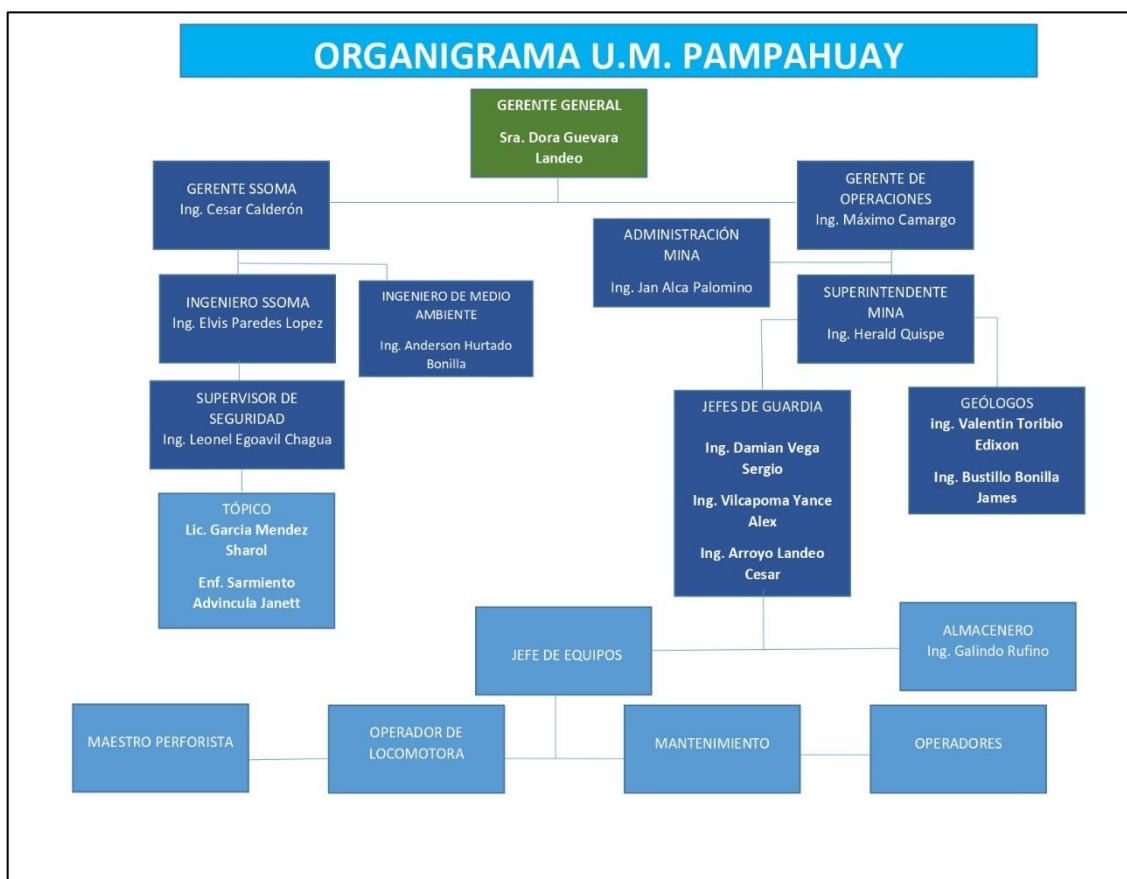 ORGANIGRAMA U.M. PAMPAHUAY
GERENTE GENERAL
Sra. Dora Guevara
Landeo
GERENTE SSOMA
Ing. Cesar Calderón
GERENTE DE
OPERACIONES
Ing. Máximo Camargo
ADMINISTRACIÓN
MINA
Ing. Jan Alca Palomino
INGENIERO SSOMA
Ing. Elvis Paredes Lopez
INGENIERO DE MEDIO
AMBIENTE
Ing. Anderson Hurtado
Bonilla
SUPERINTENDENTE
MINA
Ing. Herald Quispe
SUPERVISOR DE
SEGURIDAD
Ing. Leonel Egoavil Chagua
JEFES DE GUARDIA
Ing. Damian Vega
Sergio
Ing. Vilcapoma Yance
Alex
Ing. Arroyo Landeo
Cesar
GEÓLOGOS
ing. Valentin Toribio
Edixon
Ing. Bustillo Bonilla
James
TÓPICO
Lic. Garcia Mendez
Sharol
Enf. Sarmiento
Advincula Janett
JEFE DE EQUIPOS
ALMACENERO
Ing. Galindo Rufino
MAESTRO PERFORISTA
OPERADOR DE
LOCOMOTORA
MANTENIMIENTO
OPERADORES